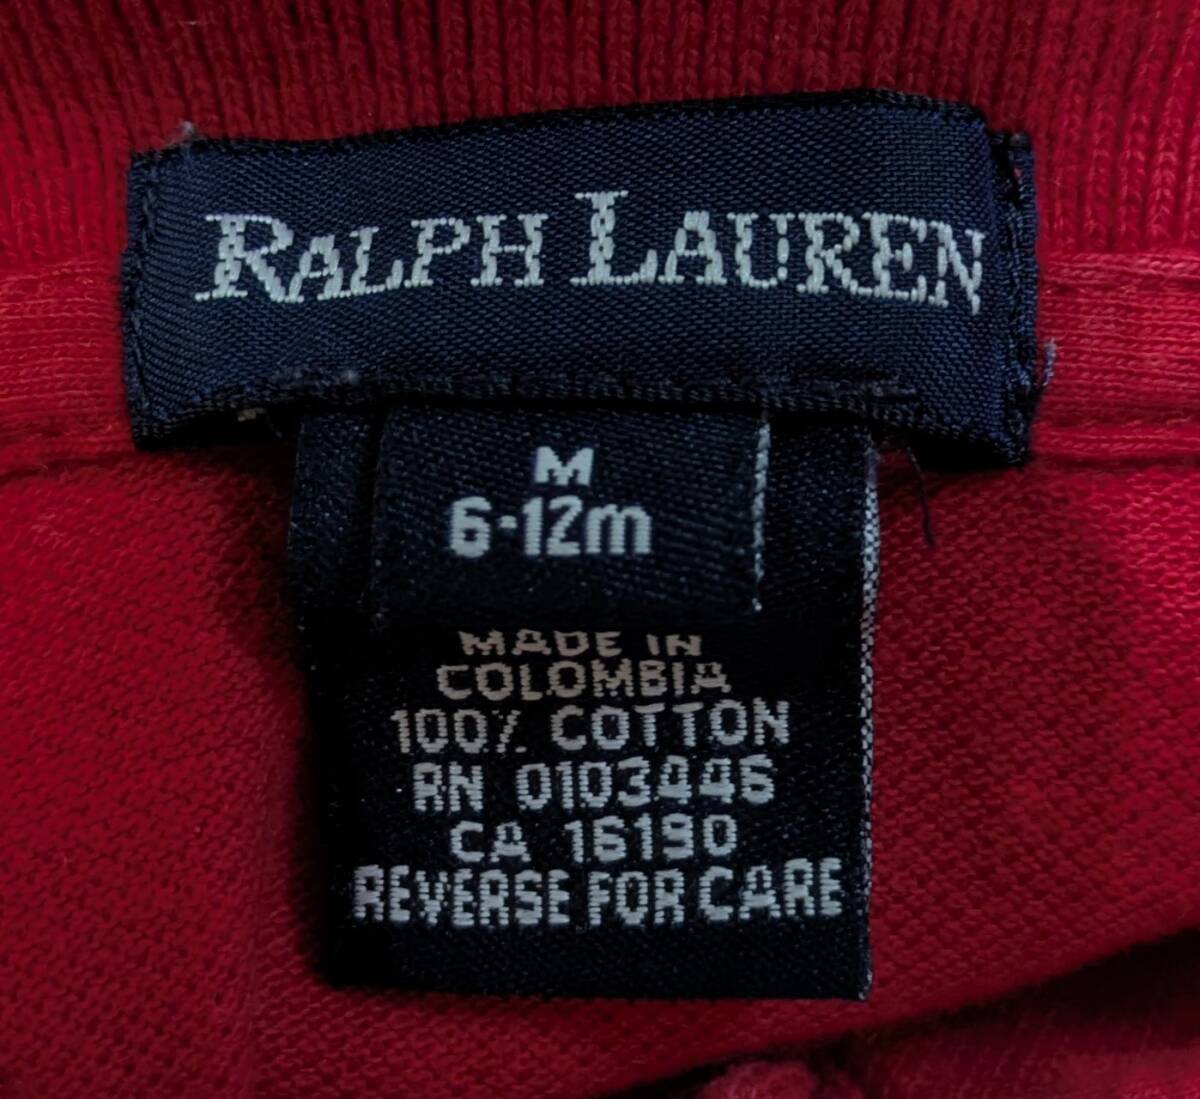 RALPH LAUREN
M
6-12m
MADE IN
COLOMBIA
100% COTTON
RN 0103446
CA 16190
REVERSE FOR CARE